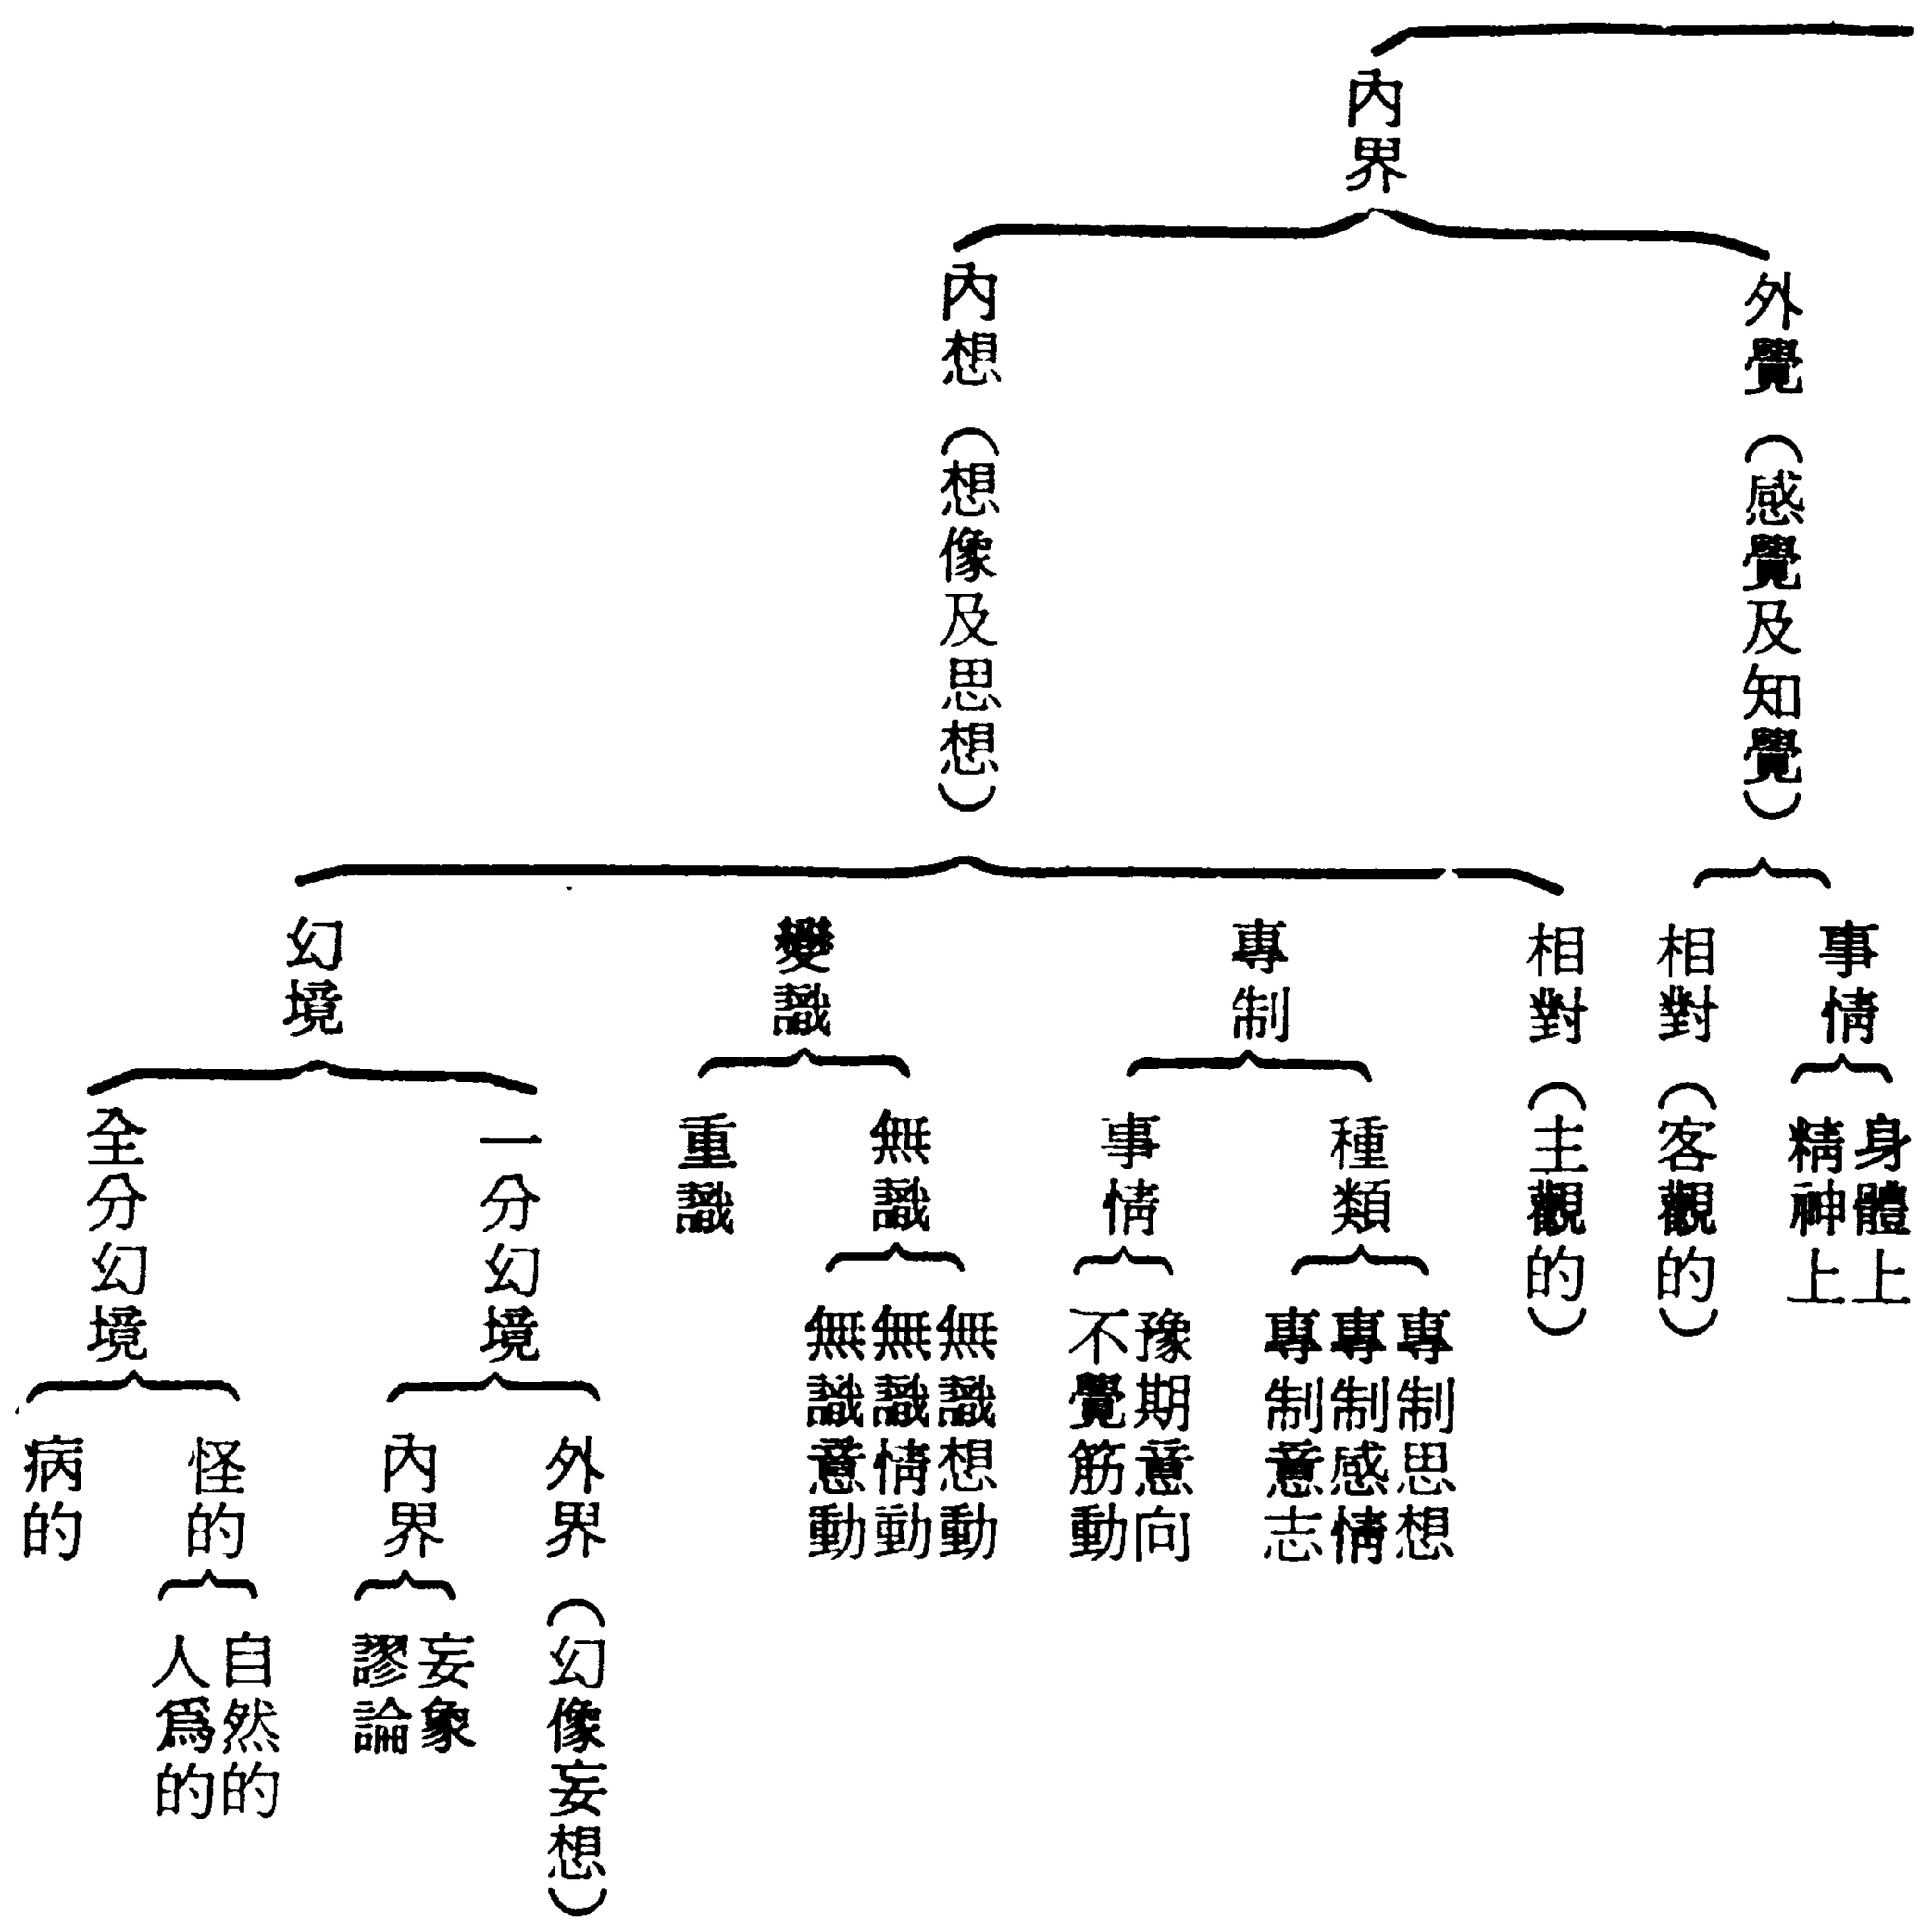 內界
外覺（感覺及知覺）
事情
身體上
精神上
相對（客觀的）
內想（想像及思想）
相對（主觀的）
專制
種類
專制思想
專制感情
專制意志
事情
豫期意向
不覺筋動
變識
無識
無識想動
無識情動
無識意動
重識
幻境
一分幻境
外界（幻像妄想）
內界
妄象
謬論
全分幻境
怪的
自然的
人爲的
病的